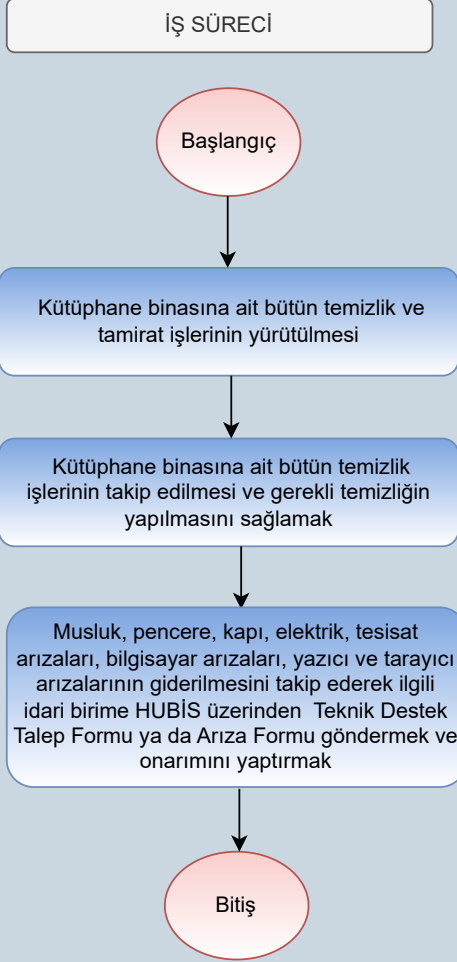 İŞ SÜRECİ
Başlangıç
Kütüphane binasına ait bütün temizlik ve
tamirat işlerinin yürütülmesi
Kütüphane binasına ait bütün temizlik
işlerinin takip edilmesi ve gerekli temizliğin
yapılmasını sağlamak
Musluk, pencere, kapı, elektrik, tesisat
arızaları, bilgisayar arızaları, yazıcı ve tarayıcı
arızalarının giderilmesini takip ederek ilgili
idari birime HUBİS üzerinden  Teknik Destek
Talep Formu ya da Arıza Formu göndermek ve
onarımını yaptırmak
Bitiş